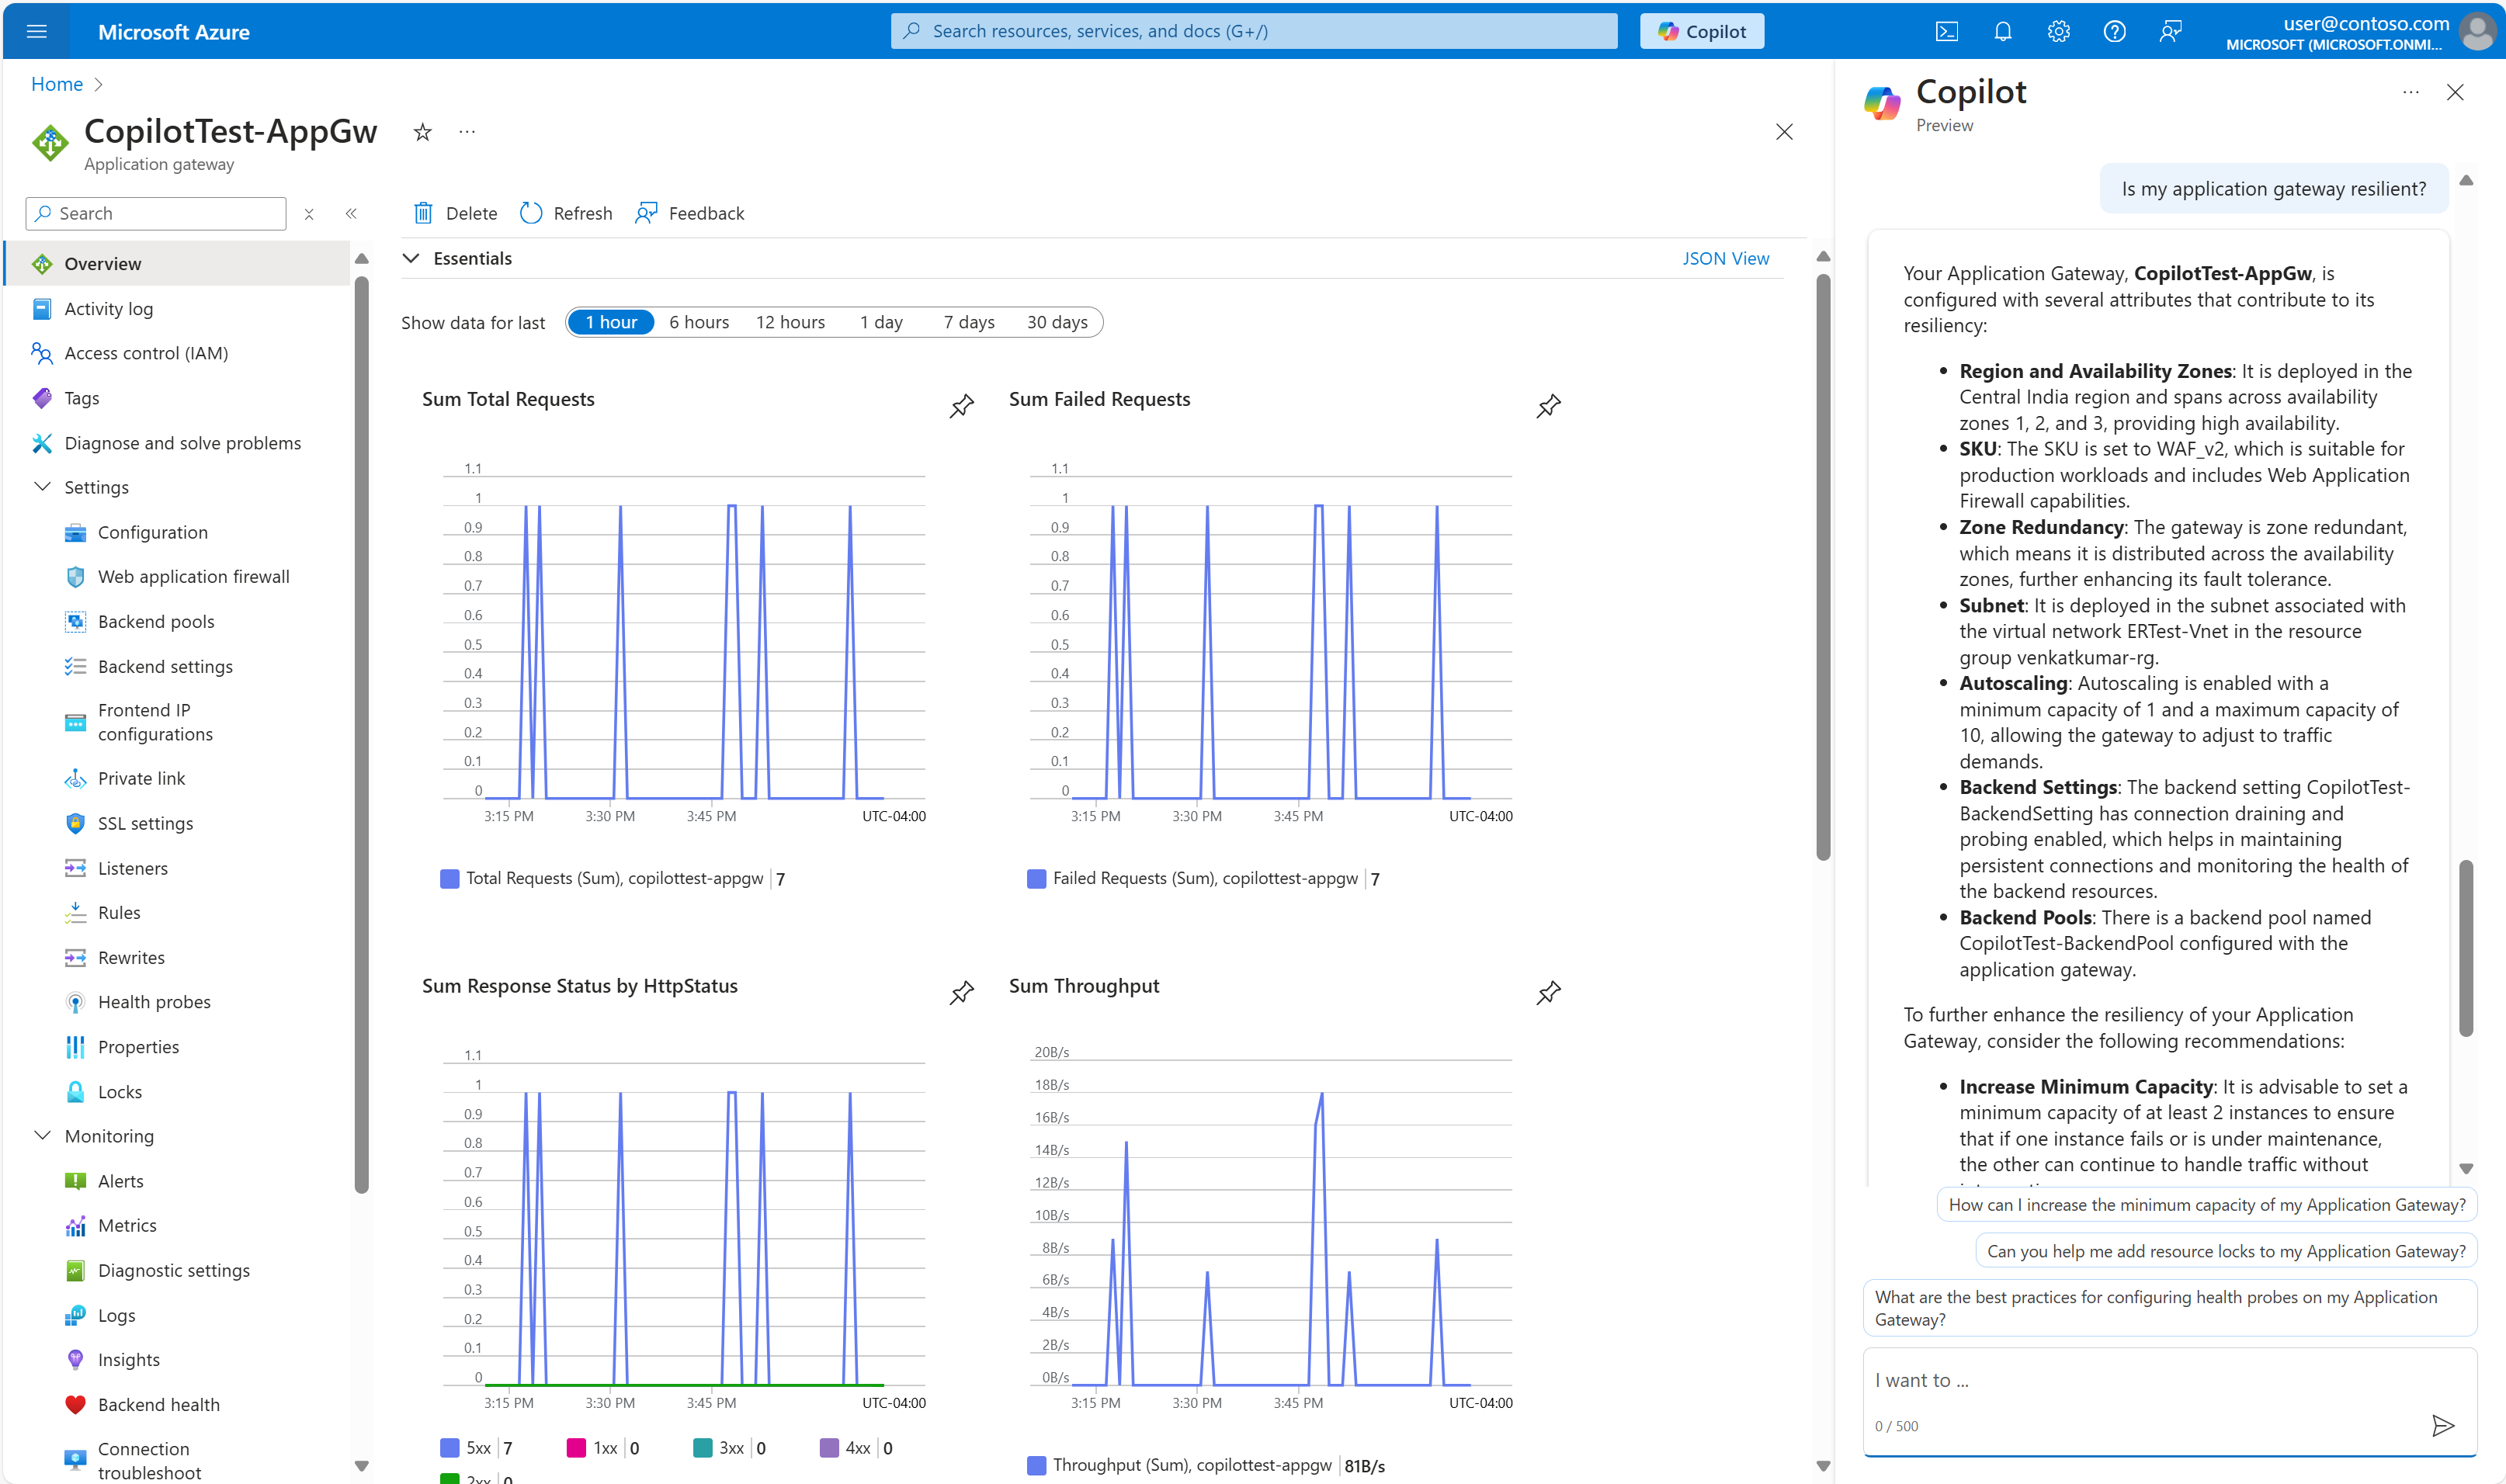 Microsoft Azure
Search resources, services, and docs (G+/)
Copilot
user@contoso.com
MICROSOFT (MICROSOFT.ONMI...
Home
CopilotTest-AppGw
Application gateway
Search
Overview
Activity log
Access control (IAM)
Tags
Diagnose and solve problems
Settings
Configuration
Web application firewall
Backend pools
Backend settings
Frontend IP
configurations
Private link
SSL settings
Listeners
Rules
Rewrites
Health probes
Properties
Locks
Monitoring
Alerts
Metrics
Diagnostic settings
Logs
Insights
Backend health
Connection
troubleshoot
Delete
Refresh
Feedback
Essentials
JSON View
Show data for last
1 hour
6 hours
12 hours
1 day
7 days
30 days
Sum Total Requests
1.1
1
0.9
0.8
0.7
0.6
0.5
0.4
0.3
0.2
0.1
0
3:15 PM
3:30 PM
3:45 PM
UTC-04:00
Total Requests (Sum), copilottest-appgw
7
Sum Failed Requests
1.1
1
0.9
0.8
0.7
0.6
0.5
0.4
0.3
0.2
0.1
0
3:15 PM
3:30 PM
3:45 PM
UTC-04:00
Failed Requests (Sum), copilottest-appgw
7
Sum Response Status by HttpStatus
1.1
1
0.9
0.8
0.7
0.6
0.5
0.4
0.3
0.2
0.1
0
3:15 PM
3:30 PM
3:45 PM
UTC-04:00
5xx 7
1xx 0
3xx 0
4xx 0
2xx 0
Sum Throughput
20B/s
18B/s
16B/s
14B/s
12B/s
10B/s
8B/s
6B/s
4B/s
2B/s
0B/s
3:15 PM
3:30 PM
3:45 PM
UTC-04:00
Throughput (Sum), copilottest-appgw
81B/s
Copilot
Preview
Is my application gateway resilient?
Your Application Gateway, CopilotTest-AppGw, is
configured with several attributes that contribute to its
resiliency:
• Region and Availability Zones: It is deployed in the
Central India region and spans across availability
zones 1, 2, and 3, providing high availability.
• SKU: The SKU is set to WAF_v2, which is suitable for
production workloads and includes Web Application
Firewall capabilities.
• Zone Redundancy: The gateway is zone redundant,
which means it is distributed across the availability
zones, further enhancing its fault tolerance.
• Subnet: It is deployed in the subnet associated with
the virtual network ERTest-Vnet in the resource
group venkatkumar-rg.
• Autoscaling: Autoscaling is enabled with a
minimum capacity of 1 and a maximum capacity of
10, allowing the gateway to adjust to traffic
demands.
• Backend Settings: The backend setting CopilotTest-
BackendSetting has connection draining and
probing enabled, which helps in maintaining
persistent connections and monitoring the health of
the backend resources.
• Backend Pools: There is a backend pool named
CopilotTest-BackendPool configured with the
application gateway.
To further enhance the resiliency of your Application
Gateway, consider the following recommendations:
• Increase Minimum Capacity: It is advisable to set a
minimum capacity of at least 2 instances to ensure
that if one instance fails or is under maintenance,
the other can continue to handle traffic without
How can I increase the minimum capacity of my Application Gateway?
Can you help me add resource locks to my Application Gateway?
What are the best practices for configuring health probes on my Application
Gateway?
I want to ...
0 / 500